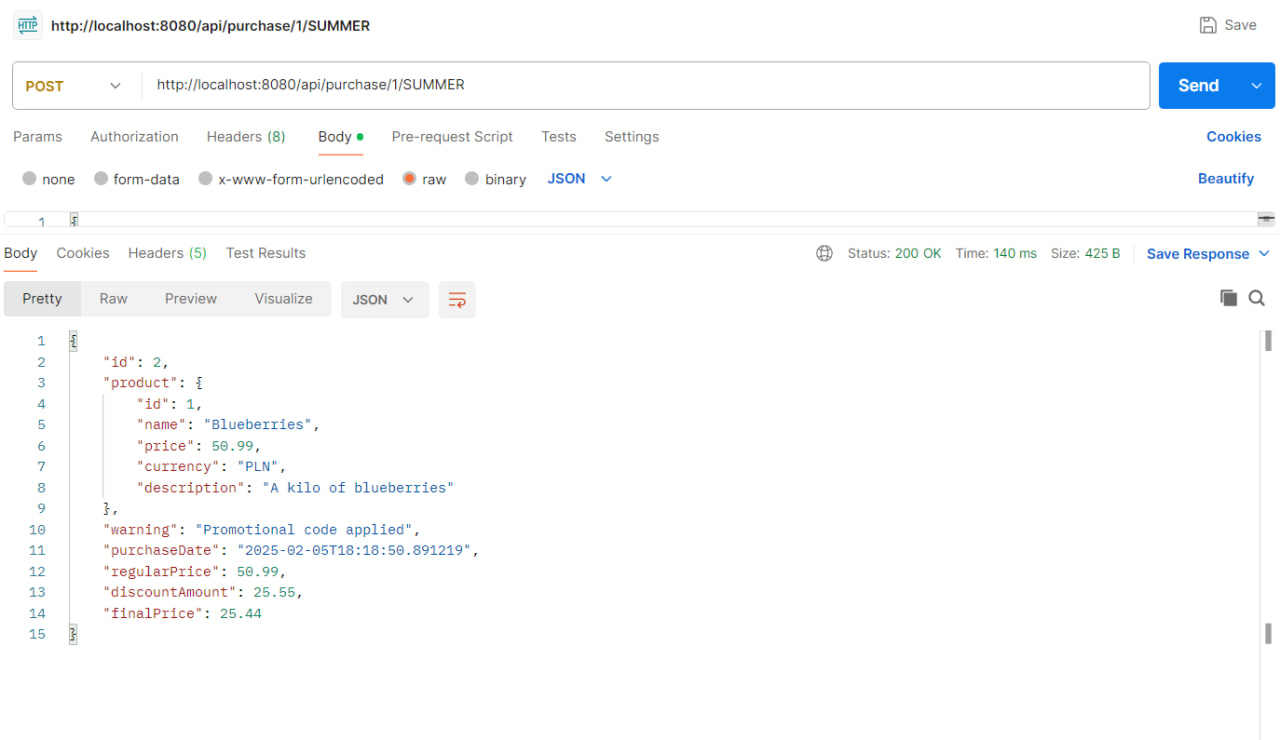 HTTP http://localhost:8080/api/purchase/1/SUMMER Save
POST http://localhost:8080/api/purchase/1/SUMMER Send
Params Authorization Headers (8) Body Pre-request Script Tests Settings Cookies
none form-data x-www-form-urlencoded raw binary JSON Beautify
1 {
Body Cookies Headers (5) Test Results Status: 200 OK Time: 140 ms Size: 425 B Save Response
Pretty Raw Preview Visualize JSON
1 {
2 "id": 2,
3 "product": {
4 "id": 1,
5 "name": "Blueberries",
6 "price": 50.99,
7 "currency": "PLN",
8 "description": "A kilo of blueberries"
9 },
10 "warning": "Promotional code applied",
11 "purchaseDate": "2025-02-05T18:18:50.891219",
12 "regularPrice": 50.99,
13 "discountAmount": 25.55,
14 "finalPrice": 25.44
15 }